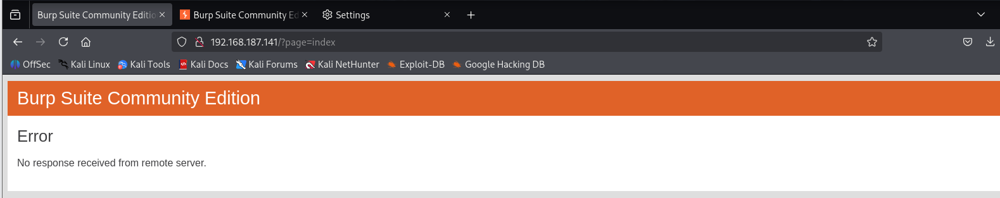 Burp Suite Community Editio
Burp Suite Community Ed
Settings
192.168.187.141/?page=index
OffSec Kali Linux Kali Tools Kali Docs Kali Forums Kali NetHunter Exploit-DB Google Hacking DB
Burp Suite Community Edition
Error
No response received from remote server.